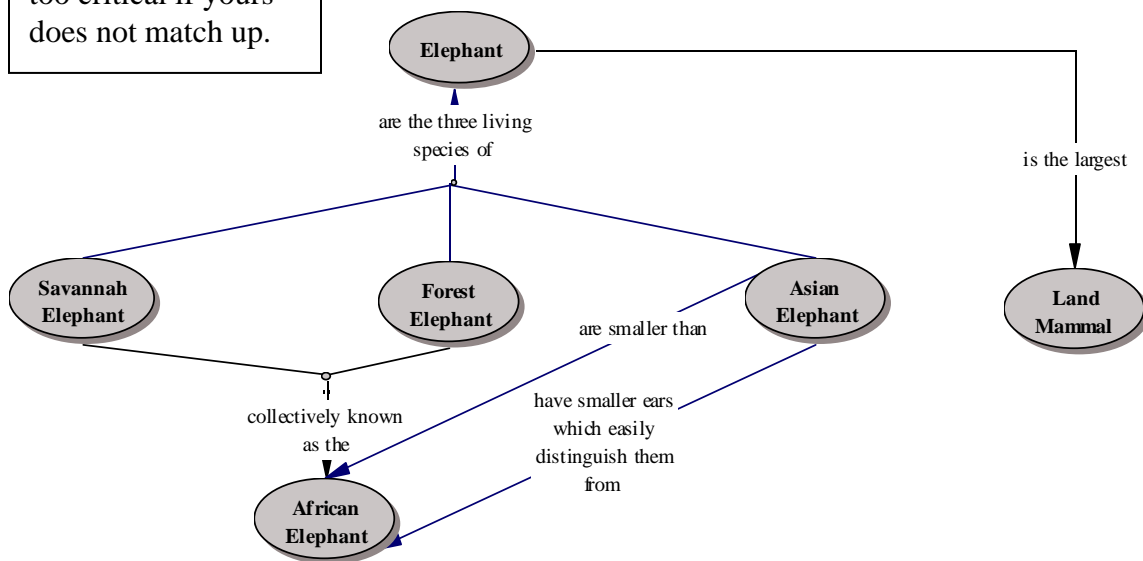 too critical if yours
does not match up.
Elephant
are the three living
species of
is the largest
Savannah
Elephant
Forest
Elephant
Asian
Elephant
Land
Mammal
are smaller than
collectively known
as the
have smaller ears
which easily
distinguish them
from
African
Elephant